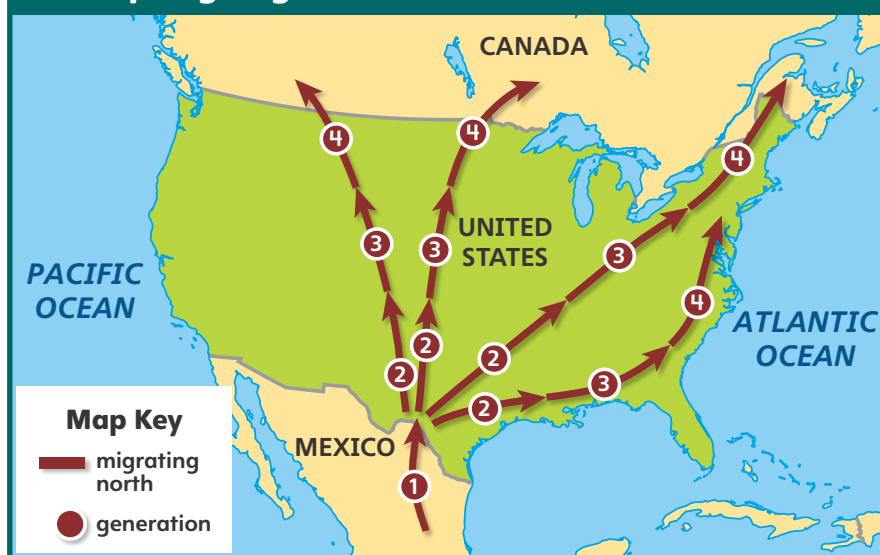 CANADA
4
4
4
UNITED
STATES
3
3
3
PACIFIC
OCEAN
4
ATLANTIC
OCEAN
2
2
2
3
2
MEXICO
1
Map Key
migrating
north
generation